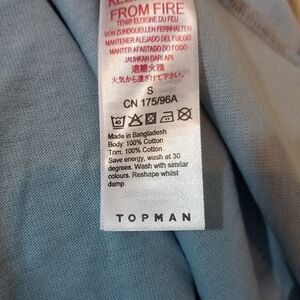 FROM FIRE
TENIR ELOIGNE DU FEU
VON ZUNDQUELLEN FERNHALTEN
MANTENER ALEJADO DEL FUEGO
MANTER AFASTADO DO FOGO
JAUHKAN DARI API
遠離火種
火気から遠ざけて下さい。
S
CN 175/96A
40
Made in Bangladesh
Body: 100% Cotton
Trim: 100% Cotton
Save energy, wash at 30
degrees. Wash with similar
colours. Reshape whilst
damp.
TOPMAN